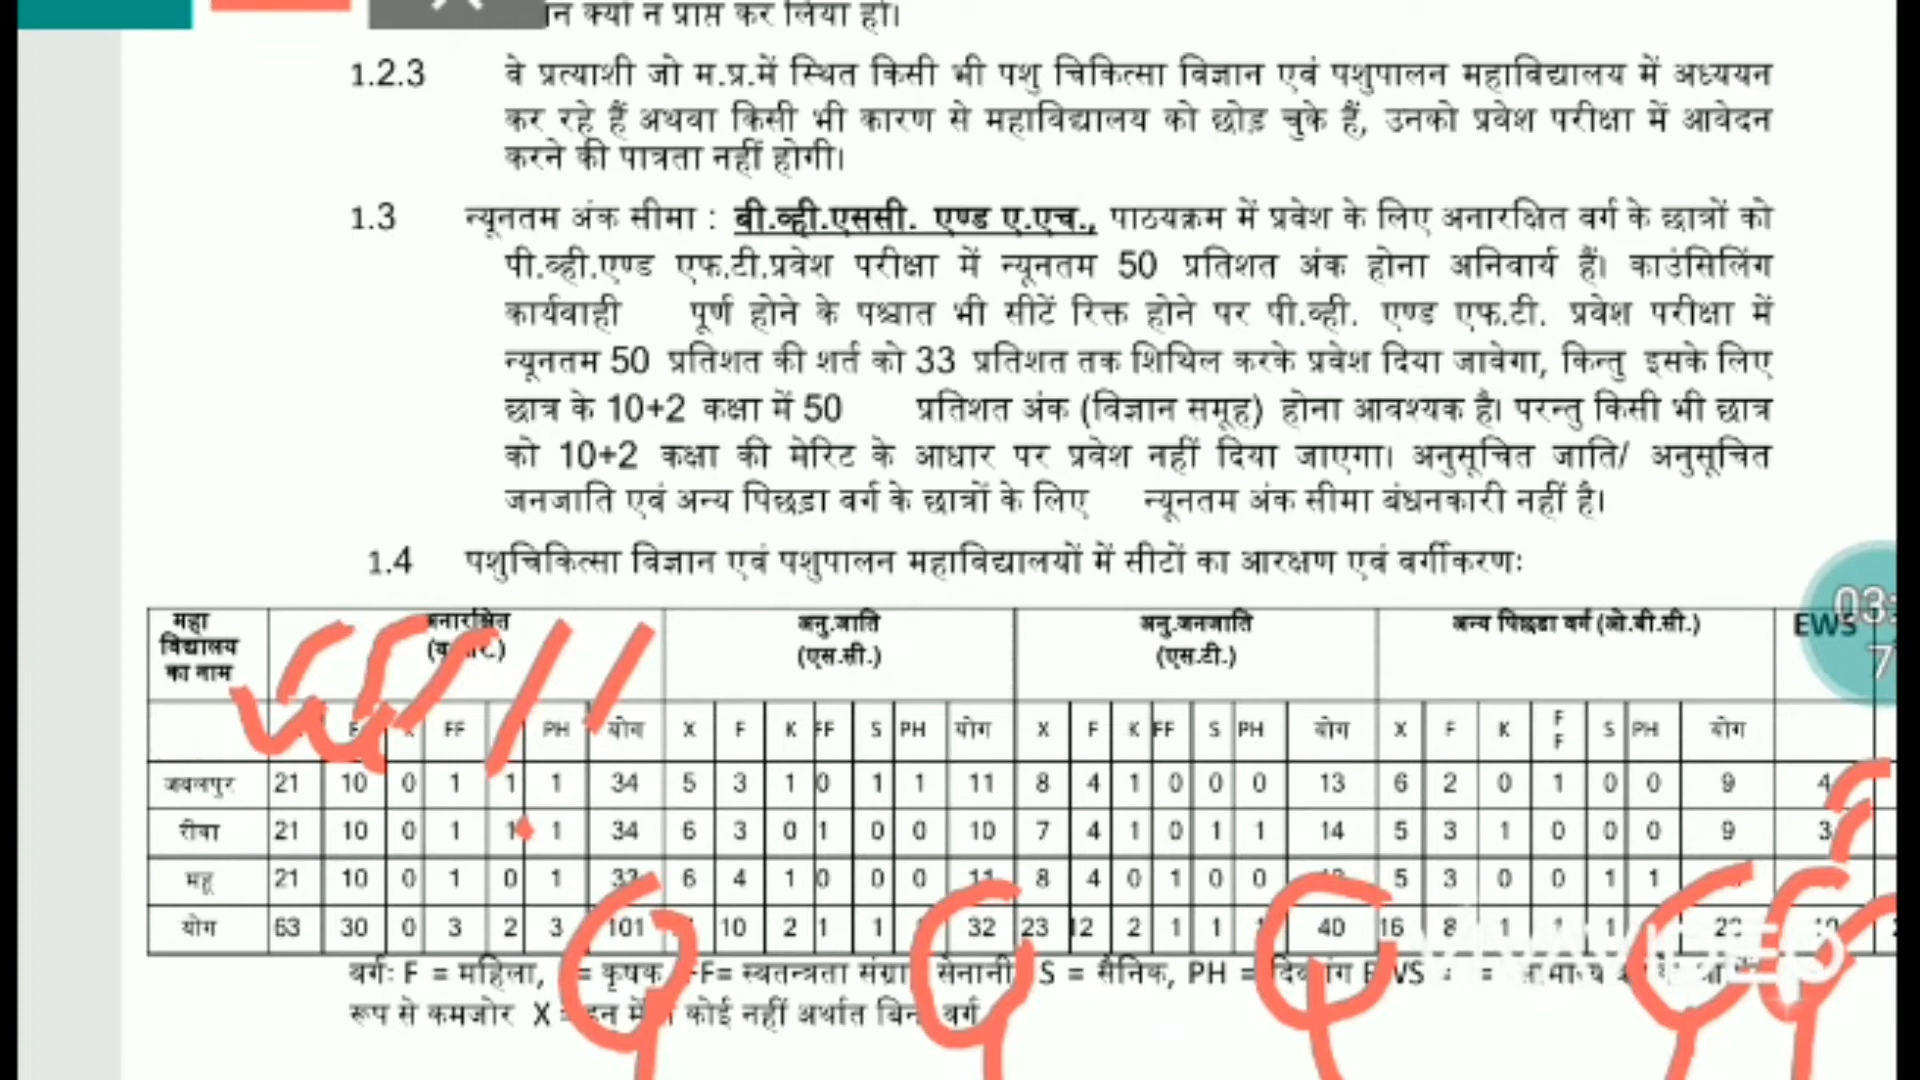 क्यों न प्राप्त कर लिया हो।
1.2.3 वे प्रत्याशी जो म.प्र.में स्थित किसी भी पशु चिकित्सा विज्ञान एवं पशुपालन महाविद्यालय में अध्ययन
कर रहे हैं अथवा किसी भी कारण से महाविद्यालय को छोड़ चुके हैं, उनको प्रवेश परीक्षा में आवेदन
करने की पात्रता नहीं होगी।
1.3 न्यूनतम अंक सीमा : बी.व्ही.एससी. एण्ड ए.एच., पाठयक्रम में प्रवेश के लिए अनारक्षित वर्ग के छात्रों को
पी.व्ही.एण्ड एफ.टी.प्रवेश परीक्षा में न्यूनतम 50 प्रतिशत अंक होना अनिवार्य हैं। काउंसिलिंग
कार्यवाही पूर्ण होने के पश्चात भी सीटें रिक्त होने पर पी.व्ही. एण्ड एफ.टी. प्रवेश परीक्षा में
न्यूनतम 50 प्रतिशत की शर्त को 33 प्रतिशत तक शिथिल करके प्रवेश दिया जावेगा, किन्तु इसके लिए
छात्र के 10+2 कक्षा में 50 प्रतिशत अंक (विज्ञान समूह) होना आवश्यक है। परन्तु किसी भी छात्र
को 10+2 कक्षा की मेरिट के आधार पर प्रवेश नहीं दिया जाएगा। अनुसूचित जाति/ अनुसूचित
जनजाति एवं अन्य पिछड़ा वर्ग के छात्रों के लिए न्यूनतम अंक सीमा बंधनकारी नहीं है।
1.4 पशुचिकित्सा विज्ञान एवं पशुपालन महाविद्यालयों में सीटों का आरक्षण एवं वर्गीकरणः
महा विद्यालय का नाम अनारक्षित अनु.जाति (एस.सी.) अनु.जनजाति (एस.टी.) अन्य पिछडा वर्ग (ओ.बी.सी.) EWS
F FF PH योग X F K FF S PH योग X F K FF S PH योग X F K FF S PH योग
जबलपुर 21 10 0 1 1 1 34 5 3 1 0 1 1 11 8 4 1 0 0 0 13 6 2 0 1 0 0 9 4
रीवा 21 10 0 1 1 1 34 6 3 0 1 0 0 10 7 4 1 0 1 1 14 5 3 1 0 0 0 9 3
महू 21 10 0 1 0 1 33 6 4 1 0 0 0 11 8 4 0 1 0 0 5 3 0 0 1 1
योग 63 30 0 3 2 3 101 10 2 1 1 32 23 12 2 1 1 40 16 8 1 1 1
वर्गः F = महिला, = कृषक FF= स्वतन्त्रता संग्राम सेनानी S = सैनिक, PH = दिव्यांग EWS
रूप से कमजोर X = इन में कोई नहीं अर्थात बिना वर्ग